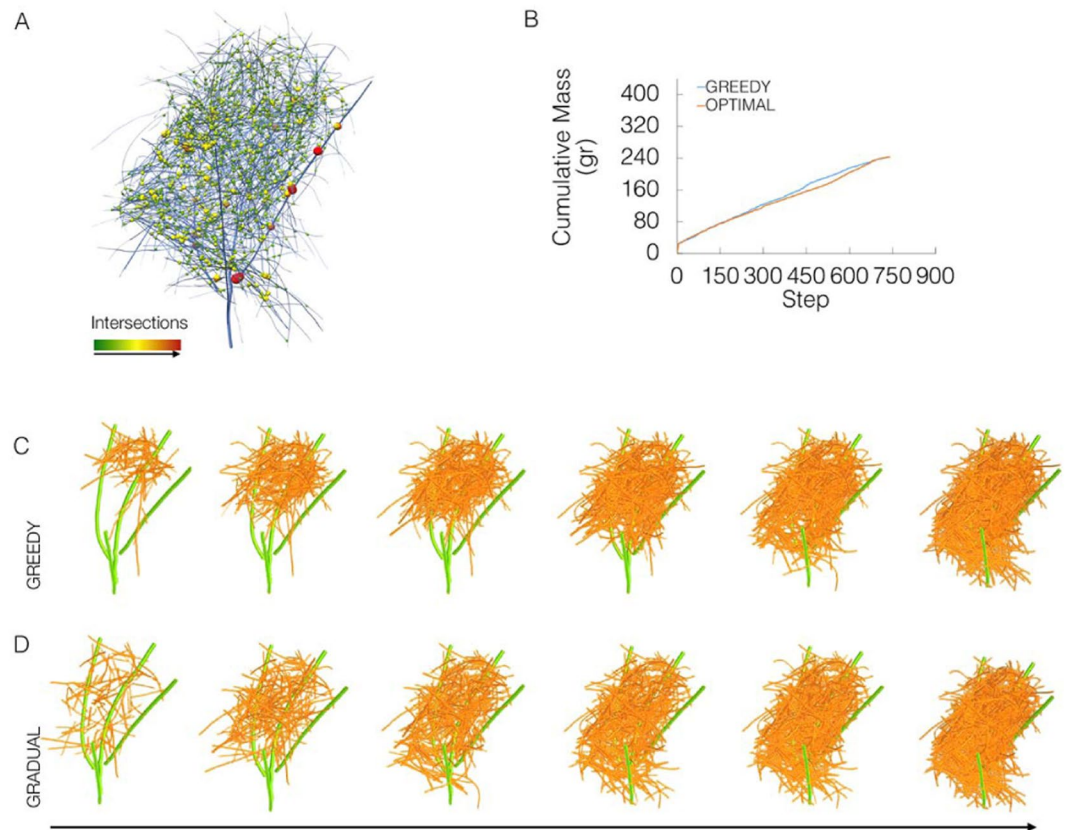 A
Intersections
B
Cumulative Mass
(gr)
GREEDY
OPTIMAL
400
320
240
160
80
0
0 150 300 450 600 750 900
Step
C
GREEDY
D
GRADUAL